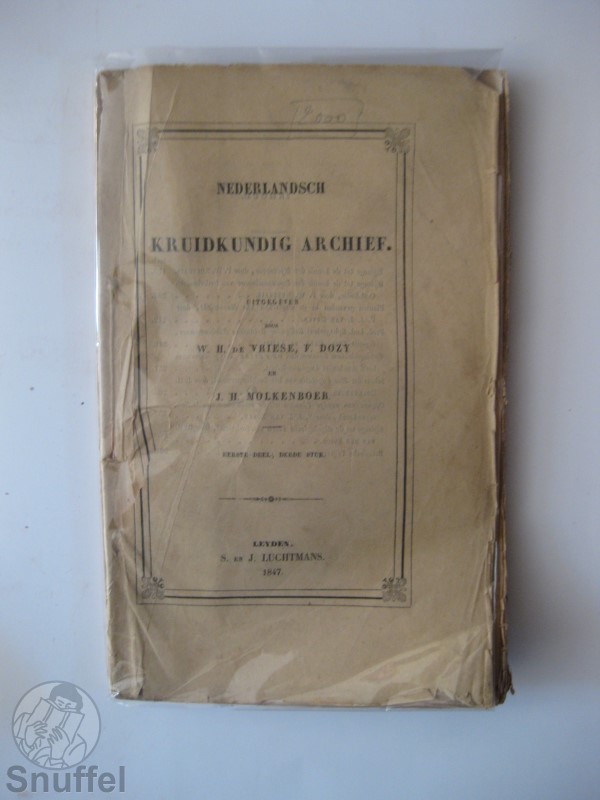 NEDERLANDSCH
KRUIDKUNDIG ARCHIEF.
UITGEGEVEN
DOOR
W. H. DE VRIESE, F. DOZY
EN
J. H. MOLKENBOER
EERSTE DEEL, DERDE STUK.
LEYDEN,
S. EN J. LUCHTMANS.
1847.
Snuffel